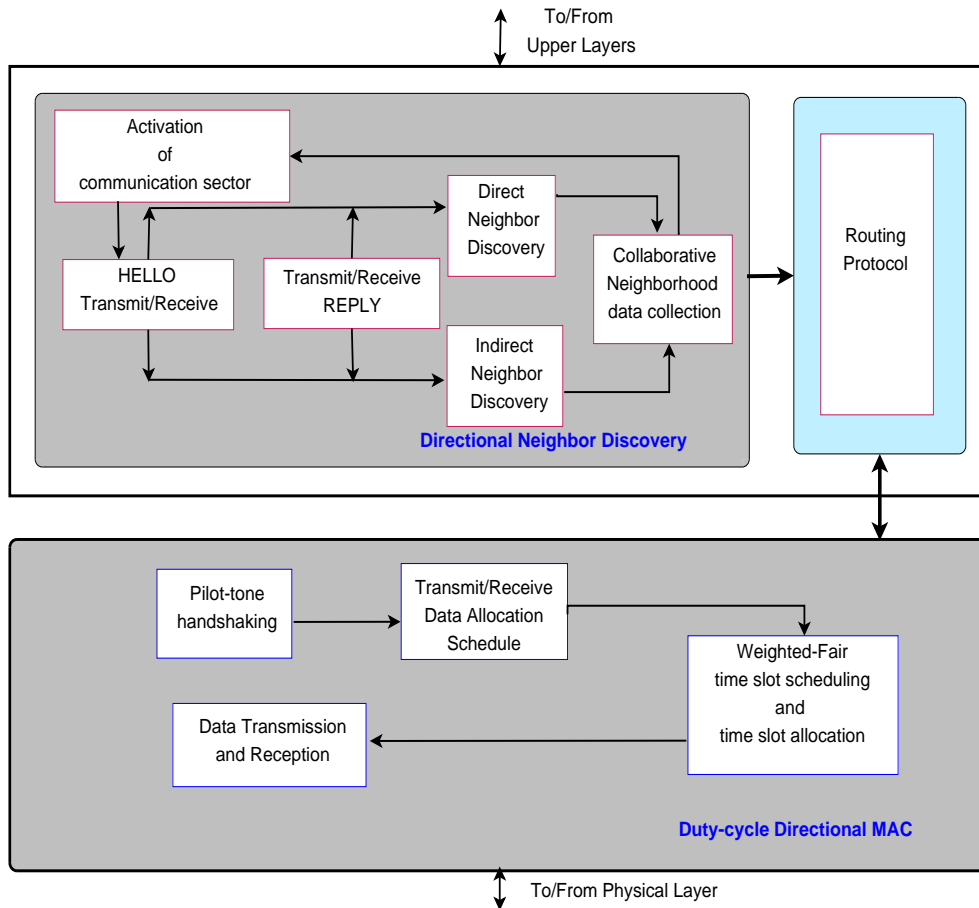 To/From
Upper Layers
Activation
of
communication sector
HELLO
Transmit/Receive
Transmit/Receive
REPLY
Direct
Neighbor
Discovery
Indirect
Neighbor
Discovery
Collaborative
Neighborhood
data collection
Directional Neighbor Discovery
Routing
Protocol
Pilot-tone
handshaking
Transmit/Receive
Data Allocation
Schedule
Weighted-Fair
time slot scheduling
and
time slot allocation
Data Transmission
and Reception
Duty-cycle Directional MAC
To/From Physical Layer